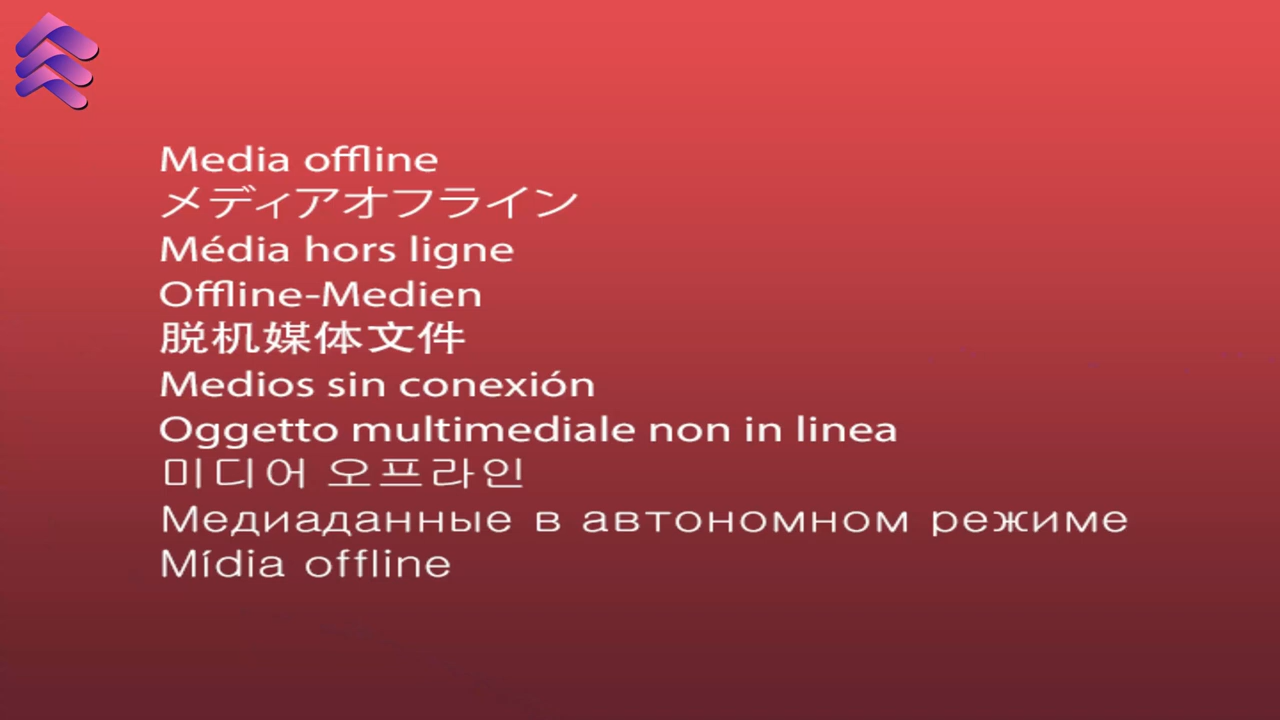 Media offline
メディアオフライン
Média hors ligne
Offline-Medien
脱机媒体文件
Medios sin conexión
Oggetto multimediale non in linea
미디어 오프라인
Медиаданные в автономном режиме
Mídia offline